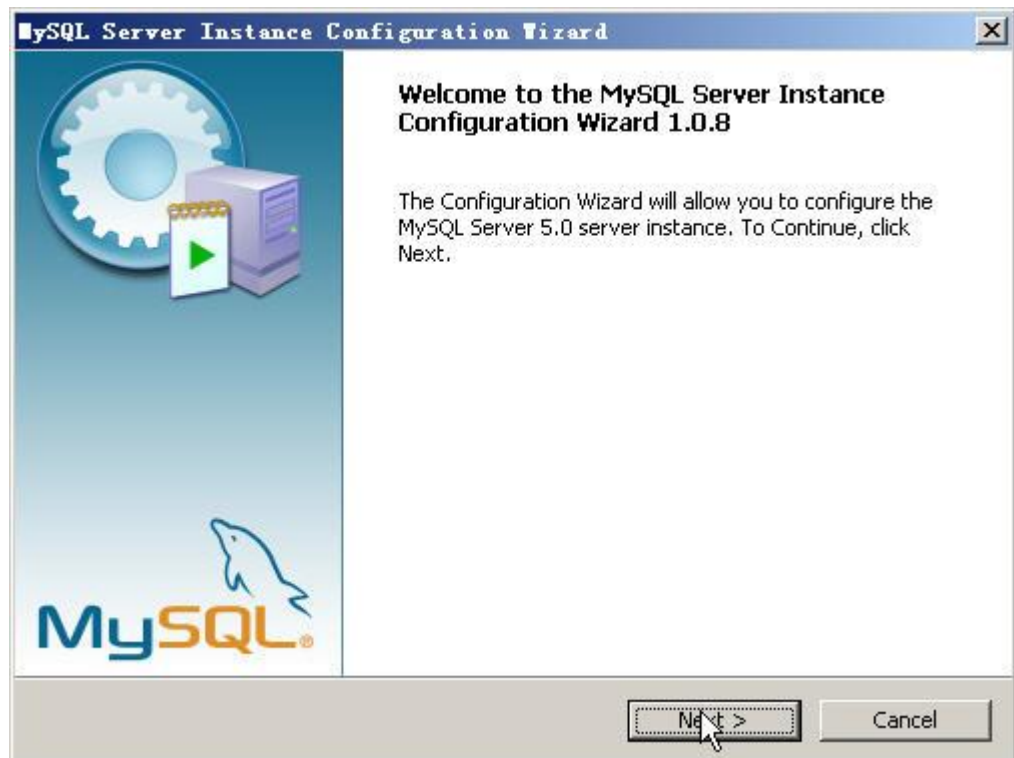 MySQL Server Instance Configuration Wizard
Welcome to the MySQL Server Instance
Configuration Wizard 1.0.8
The Configuration Wizard will allow you to configure the
MySQL Server 5.0 server instance. To Continue, click
Next.
MySQL®
Next >
Cancel